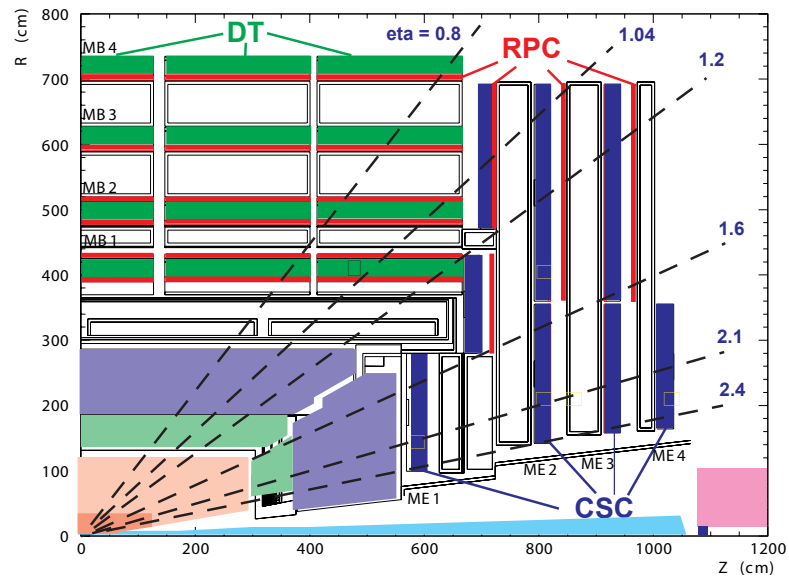 R (cm)
800
700
600
500
400
300
200
100
0
MB 4
MB 3
MB 2
MB 1
DT
eta = 0.8
RPC
1.04
1.2
1.6
2.1
2.4
ME 1
ME 2
ME 3
ME 4
CSC
0
200
400
600
800
1000
1200
Z (cm)